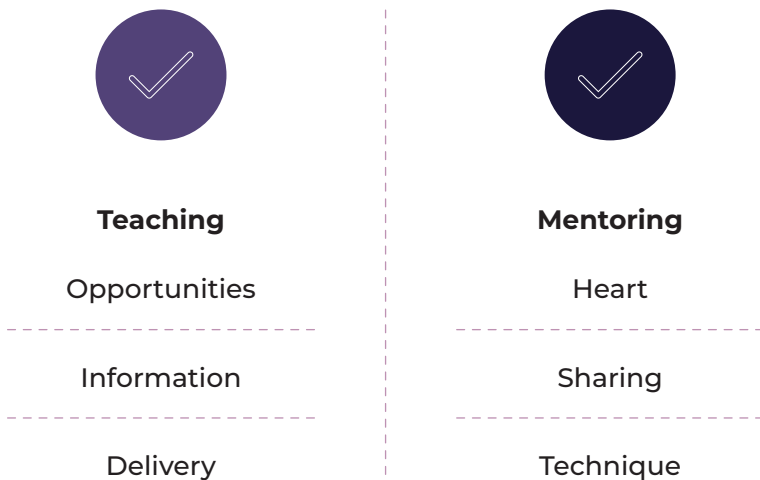 Teaching
Opportunities
Information
Delivery
Mentoring
Heart
Sharing
Technique